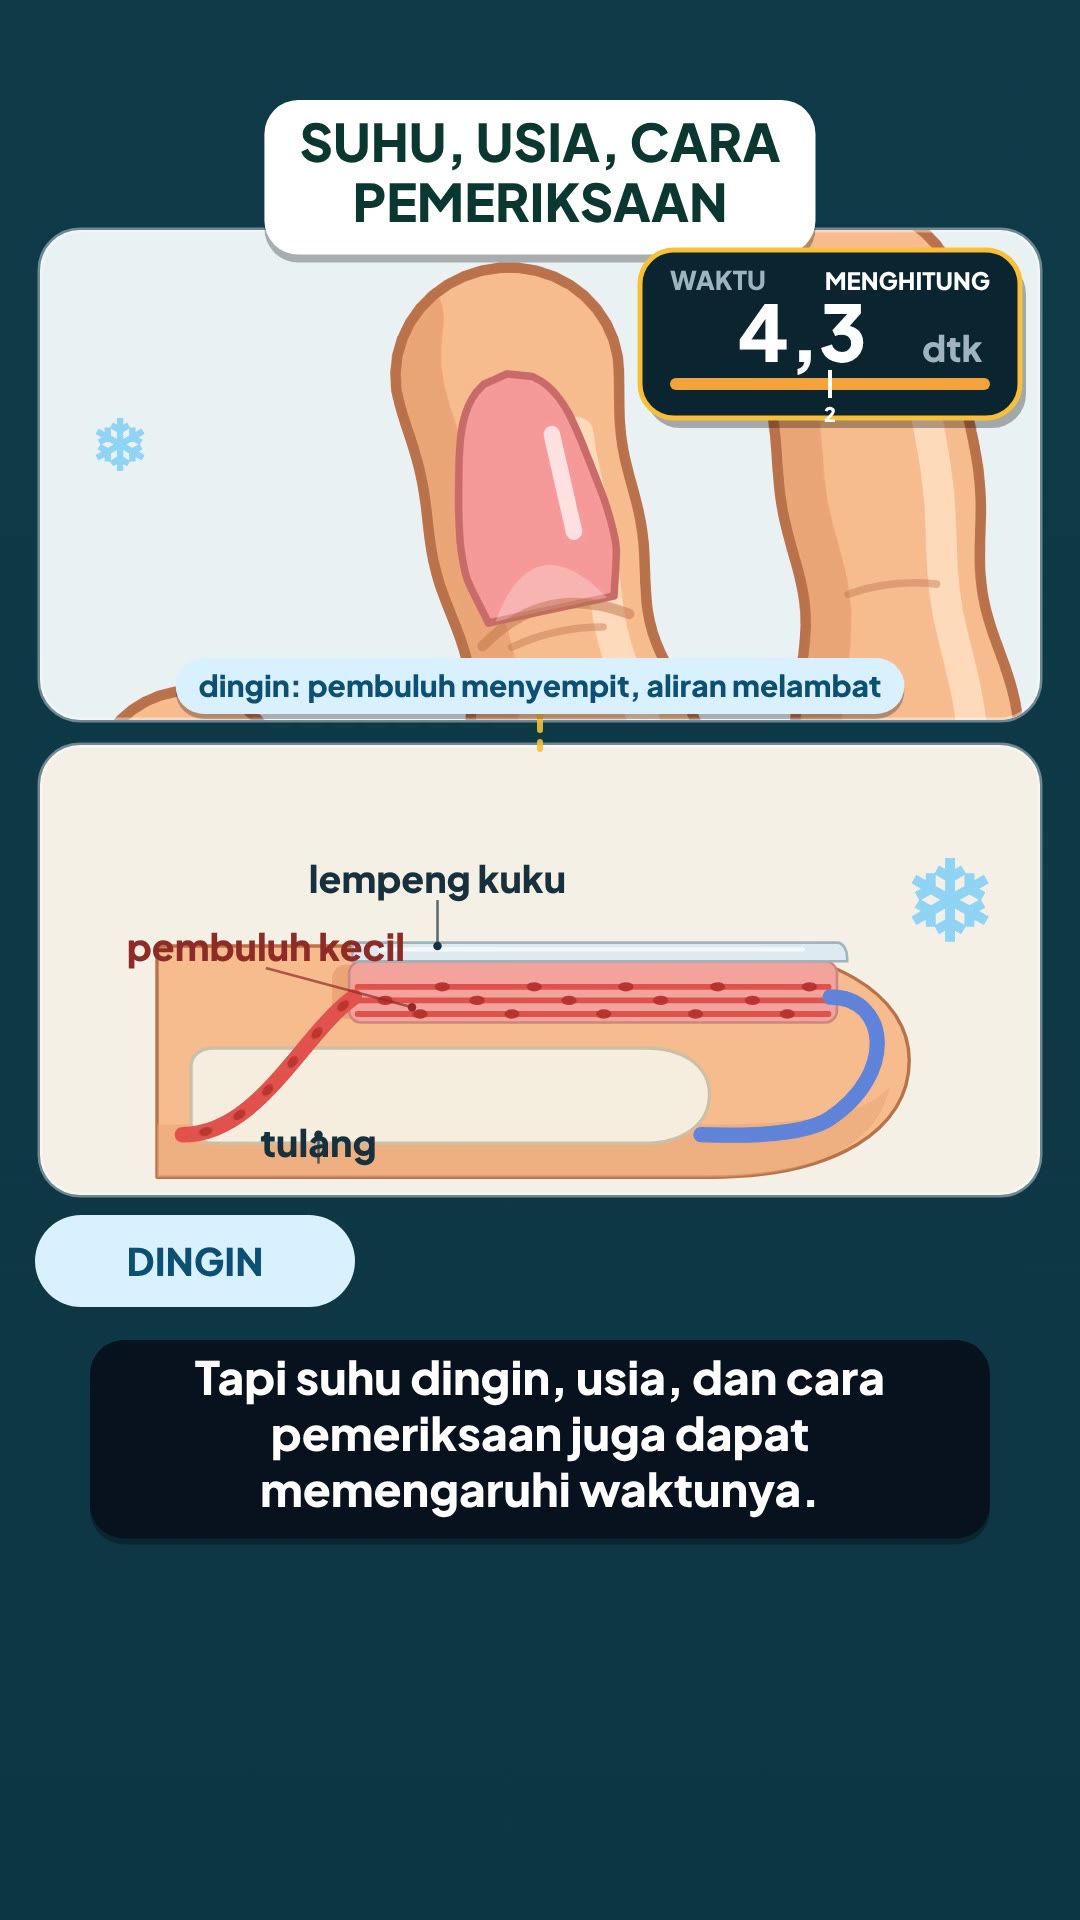 SUHU, USIA, CARA
PEMERIKSAAN
WAKTU MENGHITUNG
4,3 dtk
2
dingin: pembuluh menyempit, aliran melambat
lempeng kuku
pembuluh kecil
tulang
DINGIN
Tapi suhu dingin, usia, dan cara
pemeriksaan juga dapat
memengaruhi waktunya.